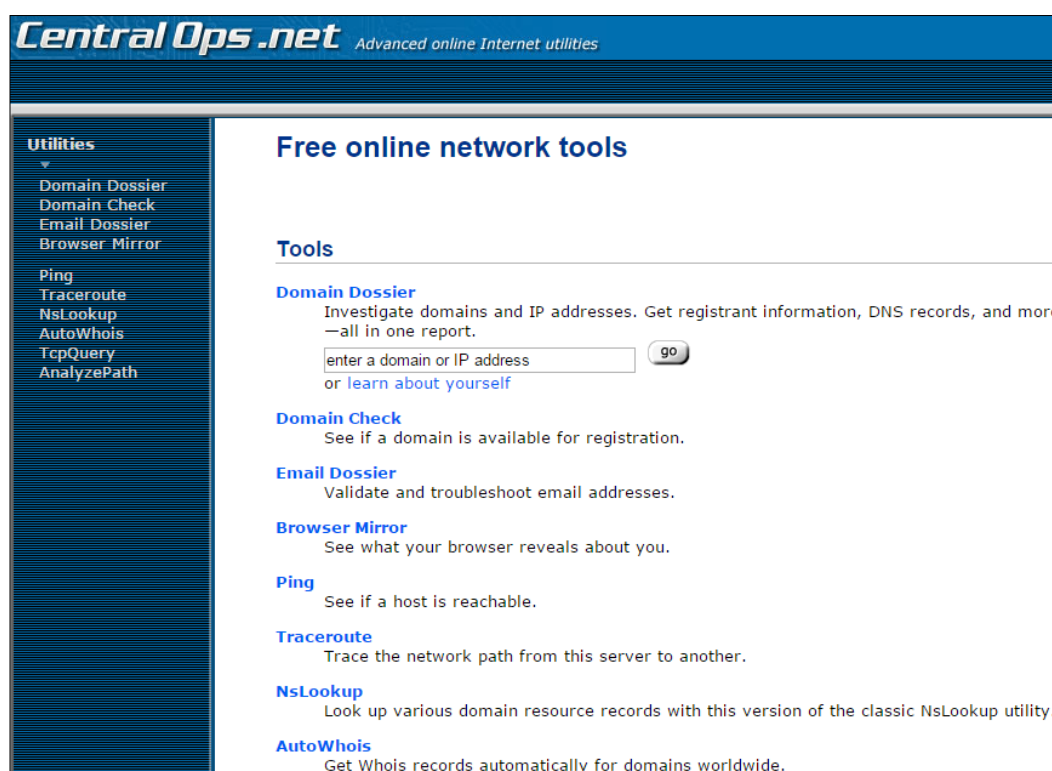 CentralOps.net Advanced online Internet utilities
Utilities
Domain Dossier
Domain Check
Email Dossier
Browser Mirror
Ping
Traceroute
NsLookup
AutoWhois
TcpQuery
AnalyzePath
Free online network tools
Tools
Domain Dossier
Investigate domains and IP addresses. Get registrant information, DNS records, and more
—all in one report.
enter a domain or IP address go
or learn about yourself
Domain Check
See if a domain is available for registration.
Email Dossier
Validate and troubleshoot email addresses.
Browser Mirror
See what your browser reveals about you.
Ping
See if a host is reachable.
Traceroute
Trace the network path from this server to another.
NsLookup
Look up various domain resource records with this version of the classic NsLookup utility.
AutoWhois
Get Whois records automatically for domains worldwide.